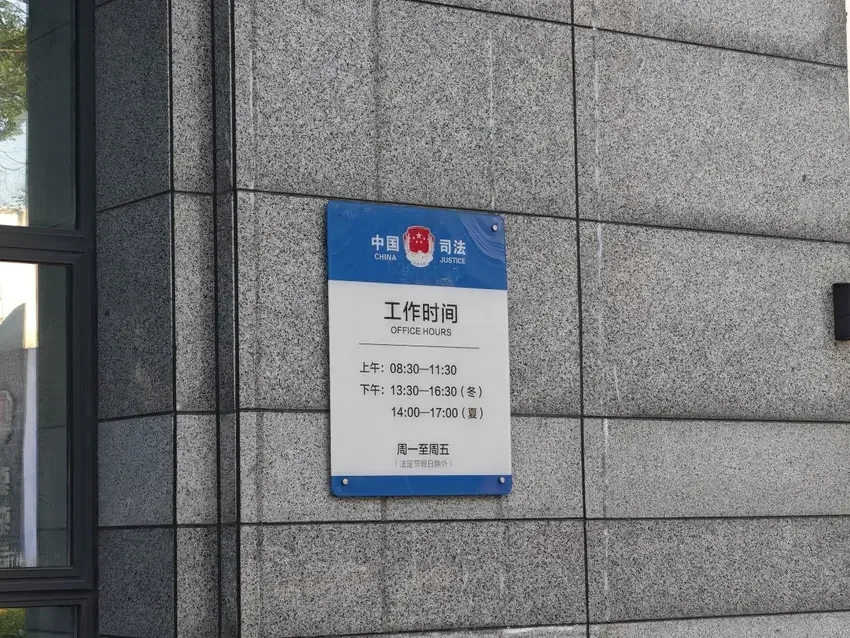 中国 司法
CHINA JUSTICE
工作时间
OFFICE HOURS
上午：08:30—11:30
下午：13:30—16:30（冬）
14:00—17:00（夏）
周一至周五
（法定节假日除外）